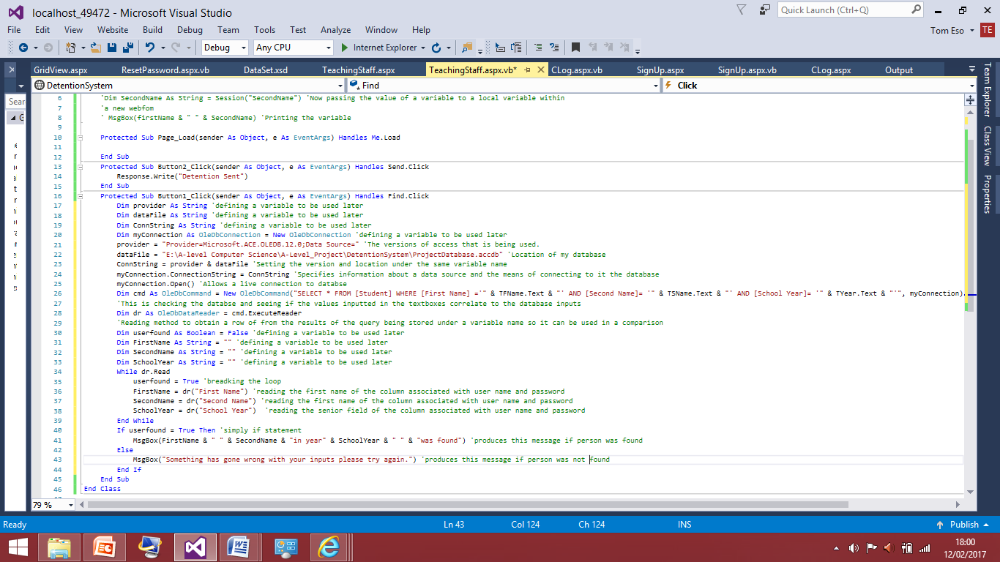 localhost_49472 - Microsoft Visual Studio
Quick Launch (Ctrl+Q)
File Edit View Website Build Debug Team Tools Test Analyze Window Help
Tom Eso TE
Debug Any CPU Internet Explorer
GridView.aspx ResetPassword.aspx.vb DataSet.xsd TeachingStaff.aspx TeachingStaff.aspx.vb* CLog.aspx.vb SignUp.aspx SignUp.aspx.vb CLog.aspx Output
DetentionSystem Find Click
Sear
6 'Dim SecondName As String = Session("SecondName") 'Now passing the value of a variable to a local variable within
7 'a new webfom
8 ' MsgBox(firstName & " " & SecondName) 'Printing the variable
9
10 Protected Sub Page_Load(sender As Object, e As EventArgs) Handles Me.Load
11
12 End Sub
13 Protected Sub Button2_Click(sender As Object, e As EventArgs) Handles Send.Click
14 Response.Write("Detention Sent")
15 End Sub
16 Protected Sub Button1_Click(sender As Object, e As EventArgs) Handles Find.Click
17 Dim provider As String 'defining a variable to be used later
18 Dim dataFile As String 'defining a variable to be used later
19 Dim ConnString As String 'defining a variable to be used later
20 Dim myConnection As OleDbConnection = New OleDbConnection 'defining a variable to be used later
21 provider = "Provider=Microsoft.ACE.OLEDB.12.0;Data Source=" 'The versions of access that is being used.
22 dataFile = "E:\A-level Computer Science\A-Level_Project\DetentionSystem\ProjectDatabase.accdb" 'Location of my database
23 ConnString = provider & dataFile 'Setting the version and location under the same variable name
24 myConnection.ConnectionString = ConnString 'Specifies information about a data source and the means of connecting to it the database
25 myConnection.Open() 'Allows a live connection to databse
26 Dim cmd As OleDbCommand = New OleDbCommand("SELECT * FROM [Student] WHERE [First Name] ='" & TFName.Text & "' AND [Second Name]= '" & TSName.Text & "' AND [School Year]= '" & TYear.Text & "'", myConnection)
27 'This is checking the databse and seeing if the values inputted in the textboxes correlate to the database inputs
28 Dim dr As OleDbDataReader = cmd.ExecuteReader
29 'Reading method to obtain a row of from the results of the query being stored under a variable name so it can be used in a comparison
30 Dim userfound As Boolean = False 'defining a variable to be used later
31 Dim FirstName As String = "" 'defining a variable to be used later
32 Dim SecondName As String = "" 'defining a variable to be used later
33 Dim SchoolYear As String = "" 'defining a variable to be used later
34 While dr.Read
35 userfound = True 'breadking the loop
36 FirstName = dr("First Name") 'reading the first name of the column associated with user name and password
37 SecondName = dr("Second Name") 'reading the first name of the column associated with user name and password
38 SchoolYear = dr("School Year") 'reading the senior field of the column associated with user name and password
39 End While
40 If userfound = True Then 'simply if statement
41 MsgBox(FirstName & " " & SecondName & "in year" & SchoolYear & " " & "was found") 'produces this message if person was found
42 Else
43 MsgBox("Something has gone wrong with your inputs please try again.") 'produces this message if person was not found
44 End If
45 End Sub
46 End Class
79 %
Team Explorer
Class View
Properties
Ready Ln 43 Col 124 Ch 124 INS Publish
18:00
12/02/2017